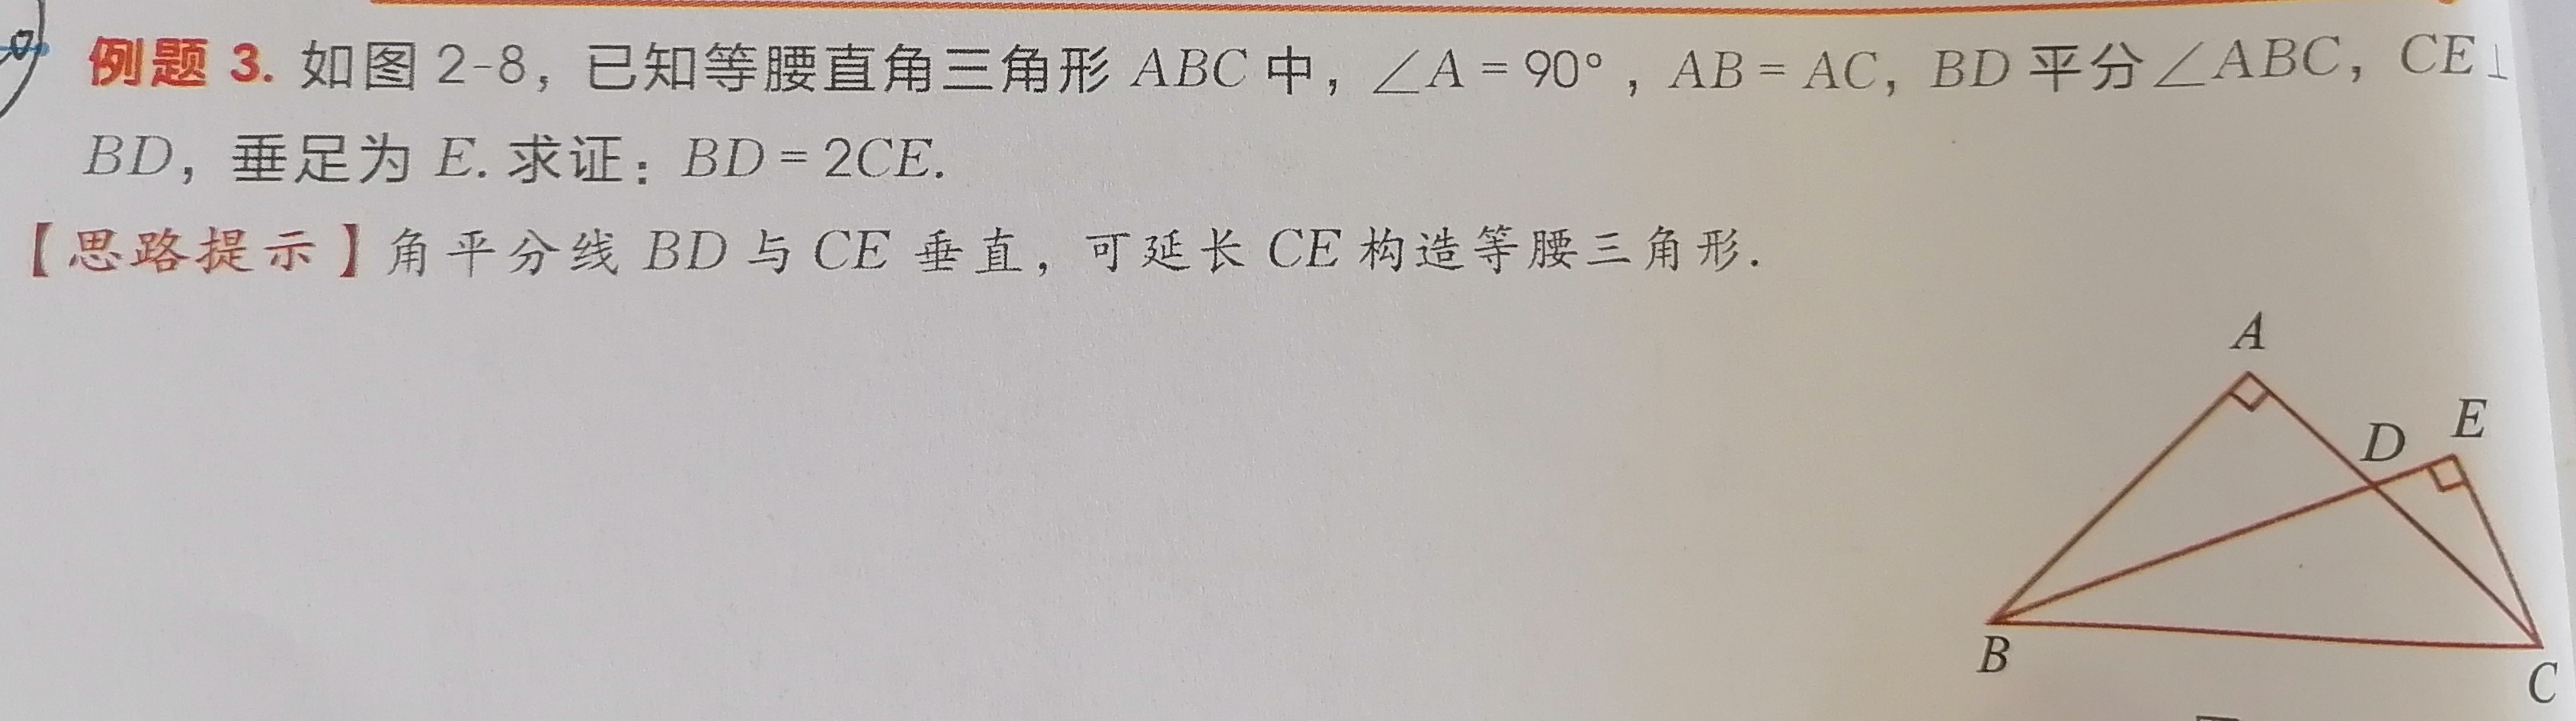 例题 3. 如图 2-8，已知等腰直角三角形 ABC 中，∠A = 90°，AB = AC，BD 平分∠ABC，CE⊥
BD，垂足为 E. 求证：BD = 2CE.
【思路提示】角平分线 BD 与 CE 垂直，可延长 CE 构造等腰三角形.
A
E
D
B
C